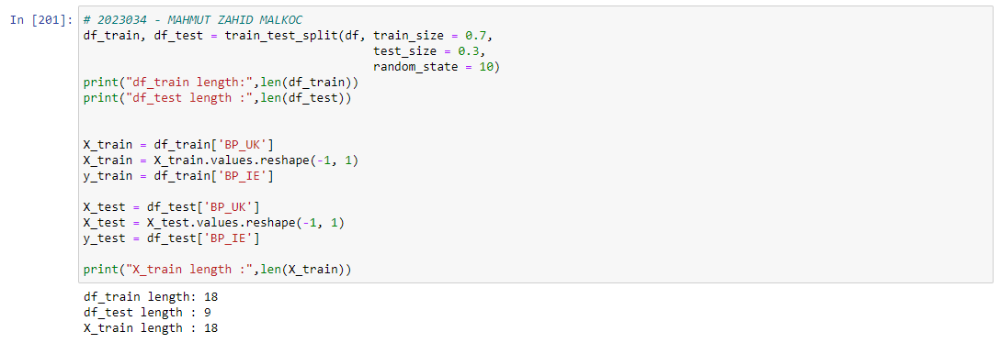 In [201]: # 2023034 - MAHMUT ZAHID MALKOC
df_train, df_test = train_test_split(df, train_size = 0.7,
test_size = 0.3,
random_state = 10)
print("df_train length:",len(df_train))
print("df_test length :",len(df_test))
X_train = df_train['BP_UK']
X_train = X_train.values.reshape(-1, 1)
y_train = df_train['BP_IE']
X_test = df_test['BP_UK']
X_test = X_test.values.reshape(-1, 1)
y_test = df_test['BP_IE']
print("X_train length :",len(X_train))
df_train length: 18
df_test length : 9
X_train length : 18